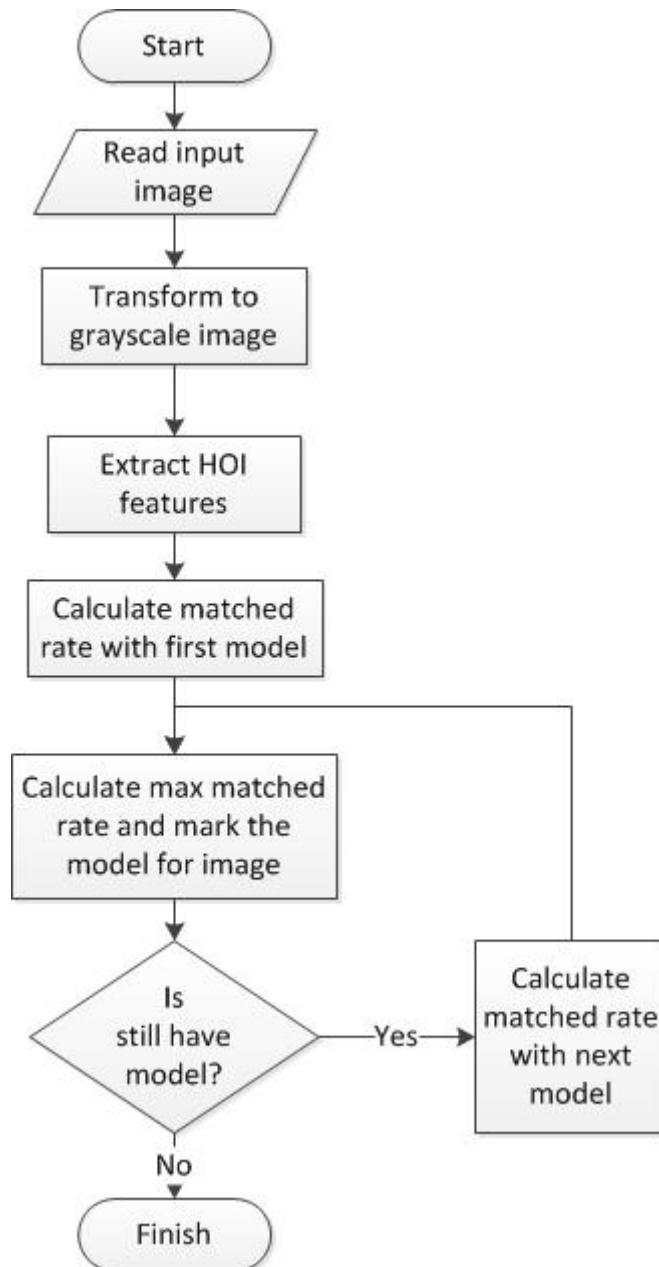 Start
Read input
image
Transform to
grayscale image
Extract HOI
features
Calculate matched
rate with first model
Calculate max matched
rate and mark the
model for image
Is
still have
model?
Yes
Calculate
matched rate
with next
model
No
Finish